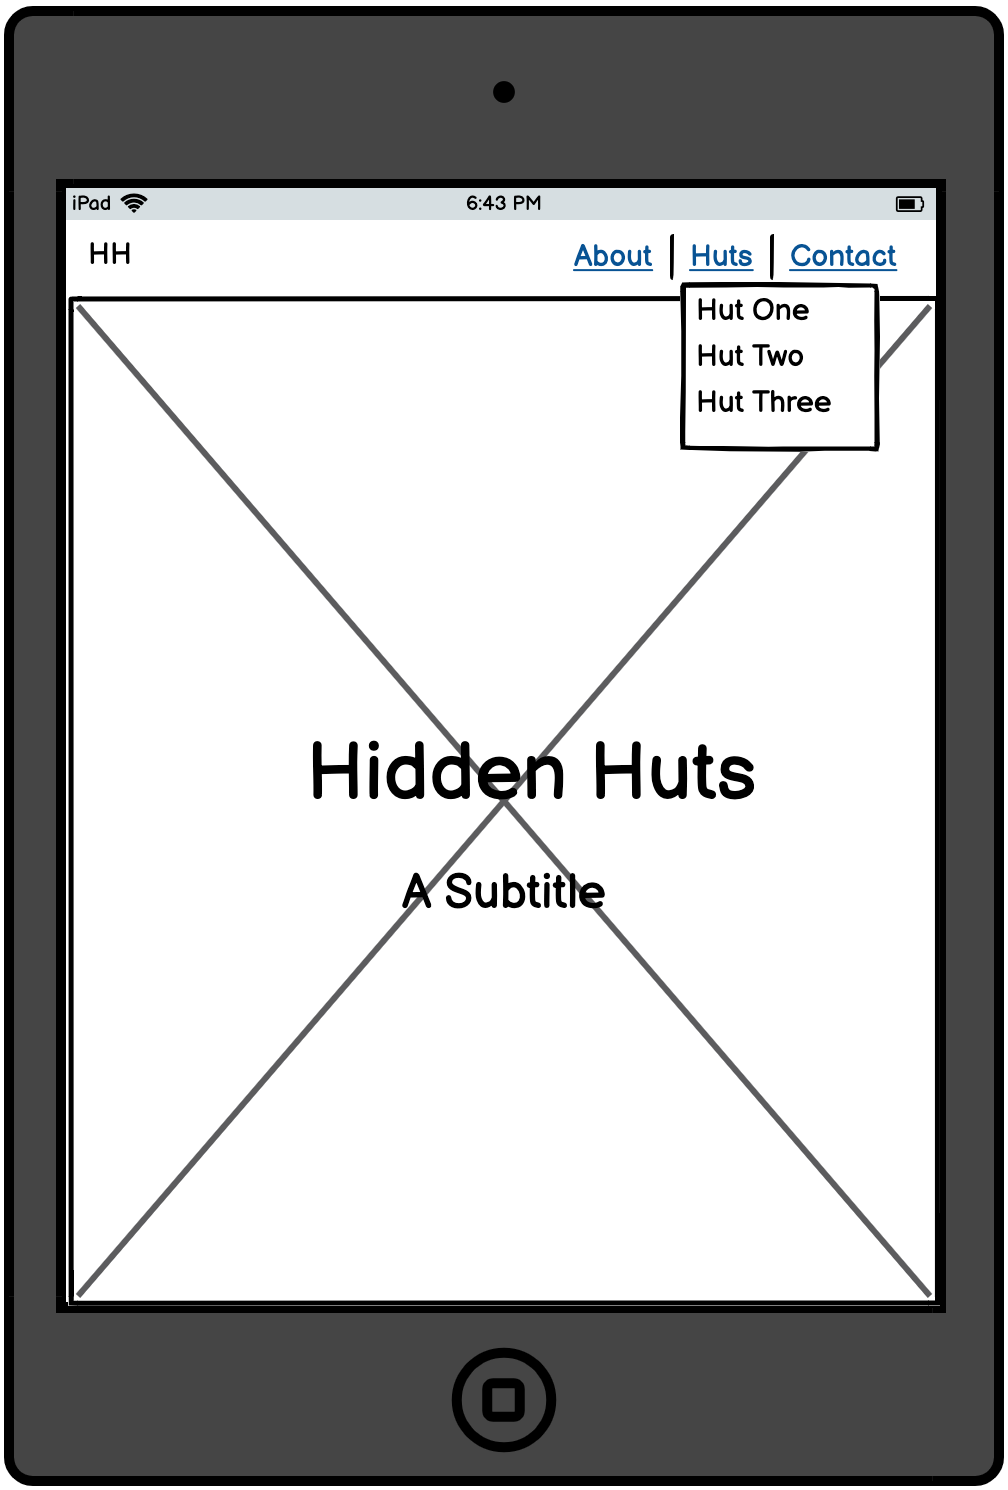 iPad 6:43 PM
HH
About Huts Contact
Hut One
Hut Two
Hut Three
Hidden Huts
A Subtitle